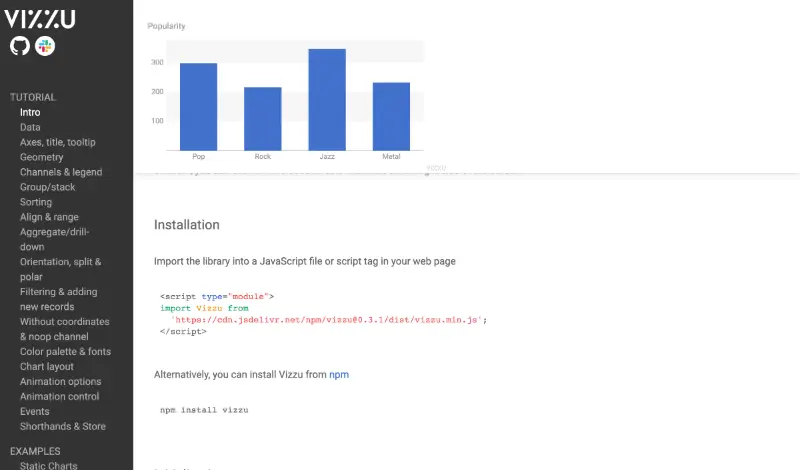 VIZZU
TUTORIAL
Intro
Data
Axes, title, tooltip
Geometry
Channels & legend
Group/stack
Sorting
Align & range
Aggregate/drill-
down
Orientation, split &
polar
Filtering & adding
new records
Without coordinates
& noop channel
Color palette & fonts
Chart layout
Animation options
Animation control
Events
Shorthands & Store
EXAMPLES
Static Charts
Popularity
300
200
100
Pop Rock Jazz Metal
VIZZU
Installation
Import the library into a JavaScript file or script tag in your web page
<script type="module">
import Vizzu from
'https://cdn.jsdelivr.net/npm/vizzu@0.3.1/dist/vizzu.min.js';
</script>
Alternatively, you can install Vizzu from npm
npm install vizzu